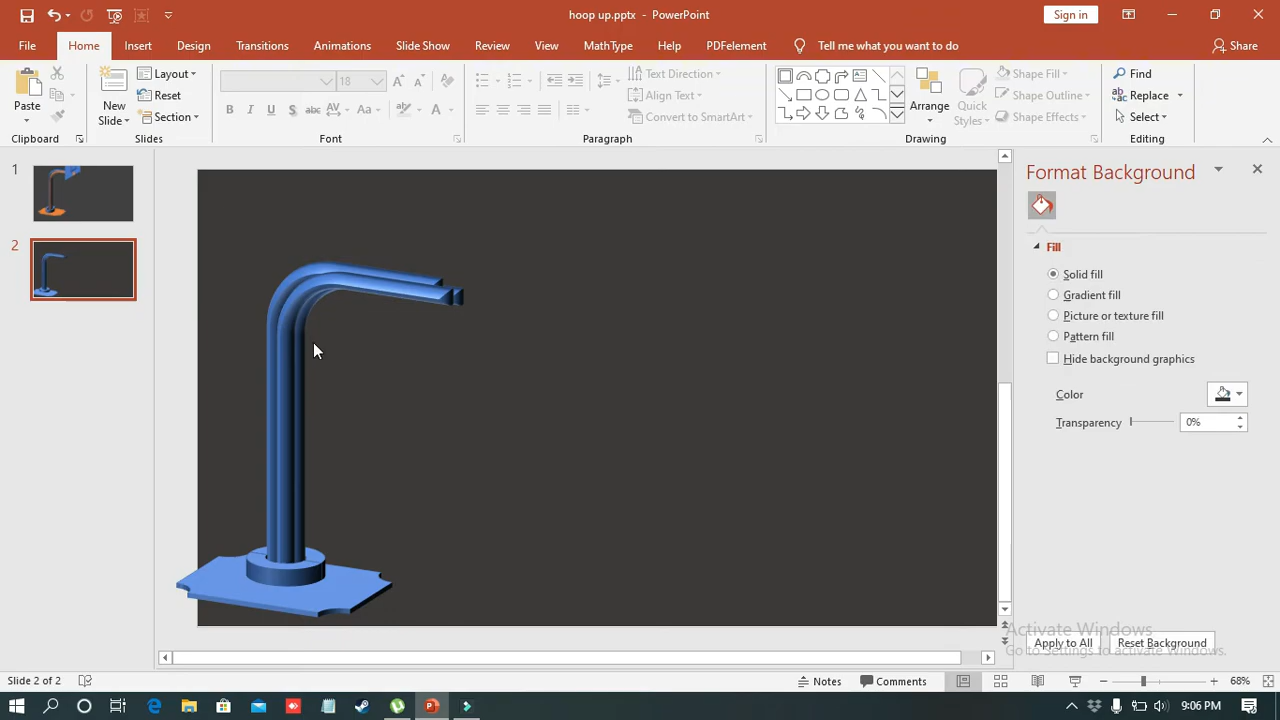 hoop up.pptx - PowerPoint
Sign in
File Home Insert Design Transitions Animations Slide Show Review View MathType Help PDFelement Tell me what you want to do Share
Paste
Clipboard
New
Slide
Layout
Reset
Section
Slides
18
Font
Text Direction
Align Text
Convert to SmartArt
Paragraph
Arrange
Quick
Styles
Shape Fill
Shape Outline
Shape Effects
Drawing
Find
Replace
Select
Editing
1
2
Format Background
Fill
Solid fill
Gradient fill
Picture or texture fill
Pattern fill
Hide background graphics
Color
Transparency 0%
Activate Windows
Go to Settings to activate Windows.
Apply to All Reset Background
Slide 2 of 2 Notes Comments 68%
9:06 PM